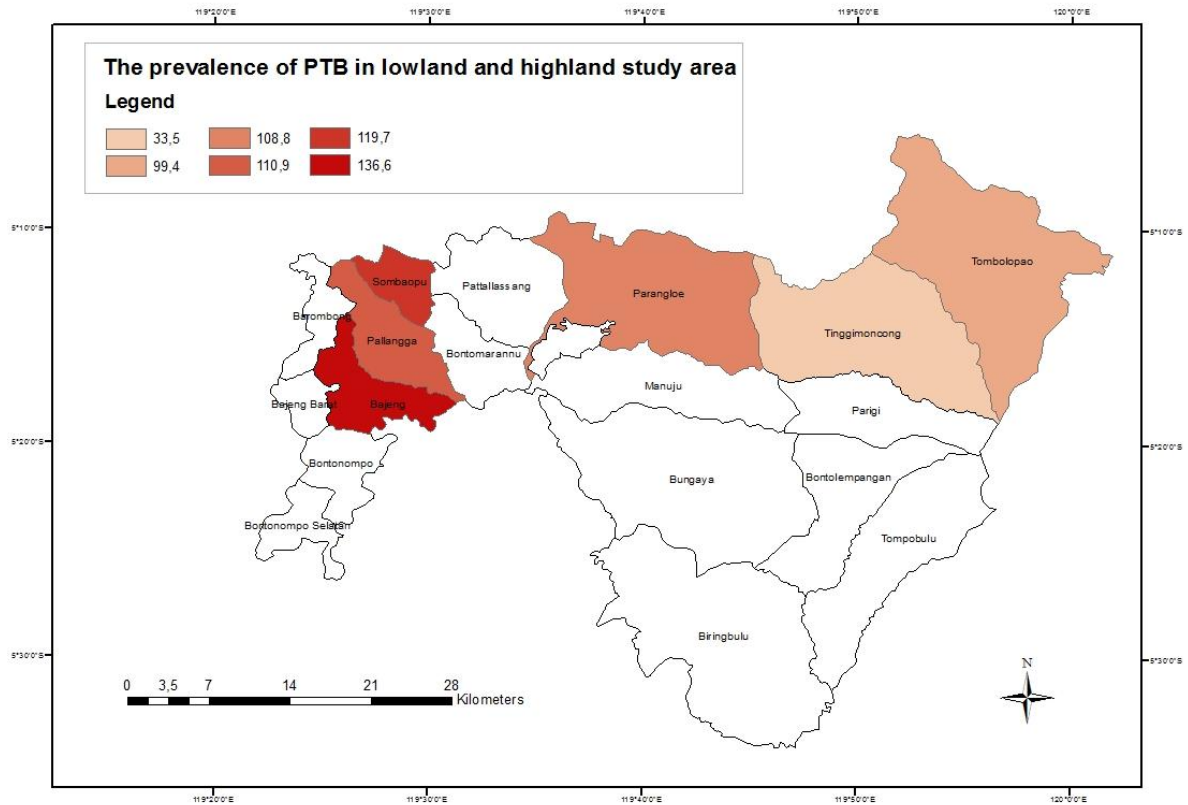 119°20'0"E 119°30'0"E 119°40'0"E 119°50'0"E 120°0'0"E
The prevalence of PTB in lowland and highland study area
Legend
33,5 108,8 119,7
99,4 110,9 136,6
5°10'0"S 5°10'0"S
Tombolopao
Sombaopu
Pattallassang
Parangloe
Barombong
Tinggimoncong
Pallangga
Bontomarannu
Manuju
Bajeng Barat
Bajeng
Parigi
5°20'0"S 5°20'0"S
Bontonompo
Bungaya
Bontolempangan
Bontonompo Selatan
Tompobulu
Biringbulu
5°30'0"S 5°30'0"S
N
0 3,5 7 14 21 28
Kilometers
119°20'0"E 119°30'0"E 119°40'0"E 119°50'0"E 120°0'0"E